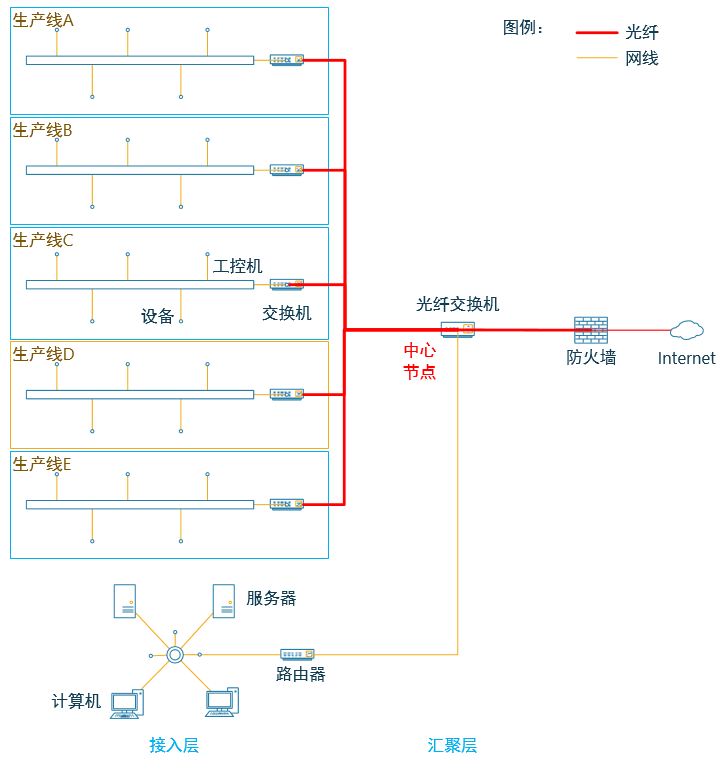 生产线A
图例：
光纤
网线
生产线B
生产线C
工控机
设备
交换机
光纤交换机
中心
节点
防火墙
Internet
生产线D
生产线E
服务器
路由器
计算机
接入层
汇聚层